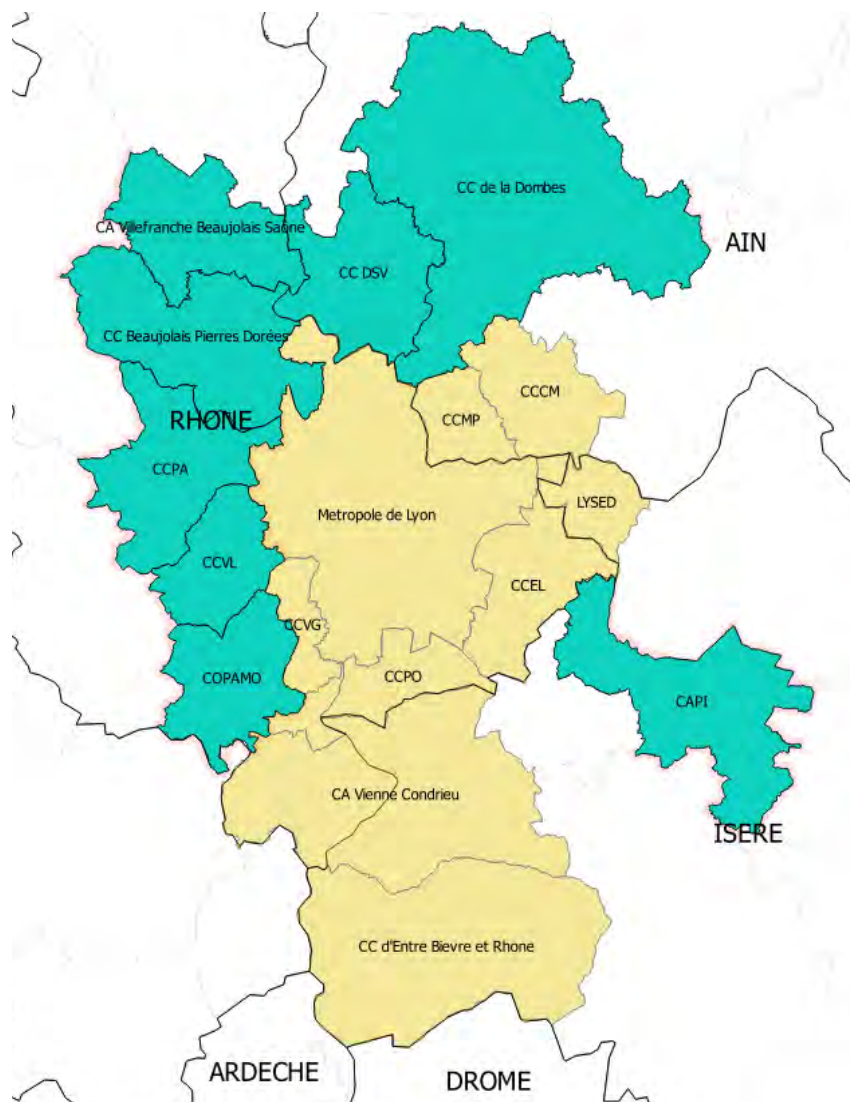 CC de la Dombes
CA Villefranche Beaujolais Saône
AIN
CC DSV
CC Beaujolais Pierres Dorées
CCCM
RHONE
CCMP
CCPA
LYSED
Metropole de Lyon
CCVL
CCEL
CCVG
COPAMO
CCPO
CAPI
CA Vienne Condrieu
ISERE
CC d'Entre Bievre et Rhone
ARDECHE
DROME